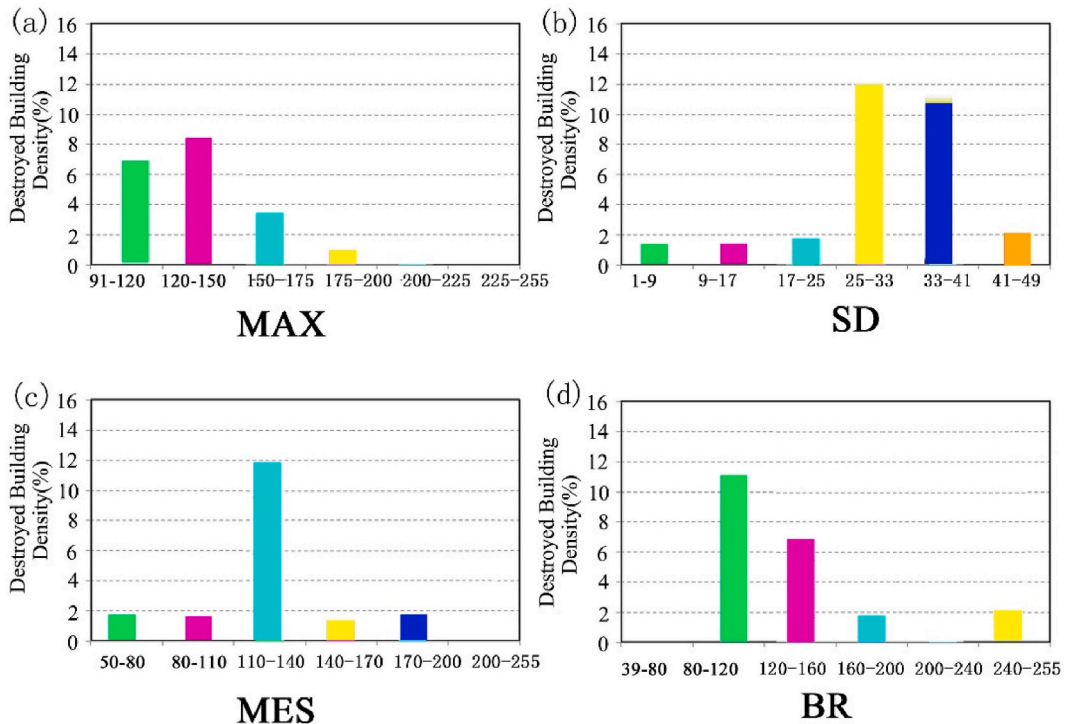 (a)
Destroyed Building
Density(%)
16
14
12
10
8
6
4
2
0
91-120 120-150 150-175 175-200 200-225 225-255
MAX
(b)
Destroyed Building
Density(%)
16
14
12
10
8
6
4
2
0
1-9 9-17 17-25 25-33 33-41 41-49
SD
(c)
Destroyed Building
Density(%)
16
14
12
10
8
6
4
2
0
50-80 80-110 110-140 140-170 170-200 200-255
MES
(d)
Destroyed Building
Density(%)
16
14
12
10
8
6
4
2
0
39-80 80-120 120-160 160-200 200-240 240-255
BR